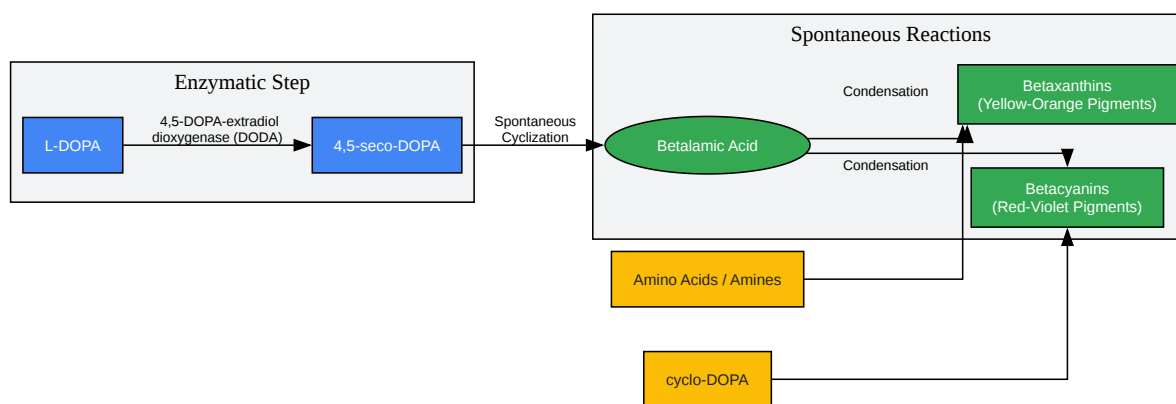 Spontaneous Reactions
Enzymatic Step
Condensation
Betaxanthins
(Yellow-Orange Pigments)
4,5-DOPA-extradiol
dioxygenase (DODA)
Spontaneous
Cyclization
L-DOPA
4,5-seco-DOPA
Betalamic Acid
Condensation
Betacyanins
(Red-Violet Pigments)
Amino Acids / Amines
cyclo-DOPA